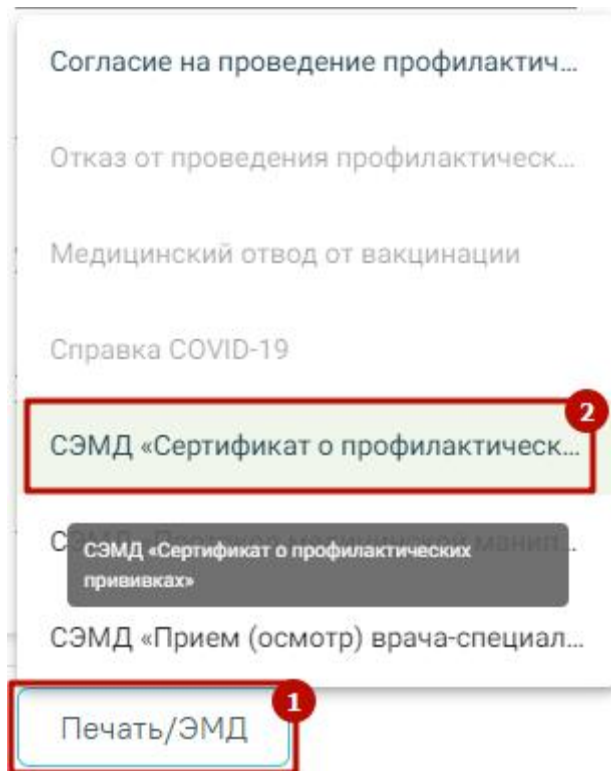 Согласие на проведение профилактич...
Отказ от проведения профилактическ...
Медицинский отвод от вакцинации
Справка COVID-19
2
СЭМД «Сертификат о профилактическ...
СЭМД «Сертификат о профилактических
прививках»
СЭМД «Прием (осмотр) врача-специал...
1
Печать/ЭМД